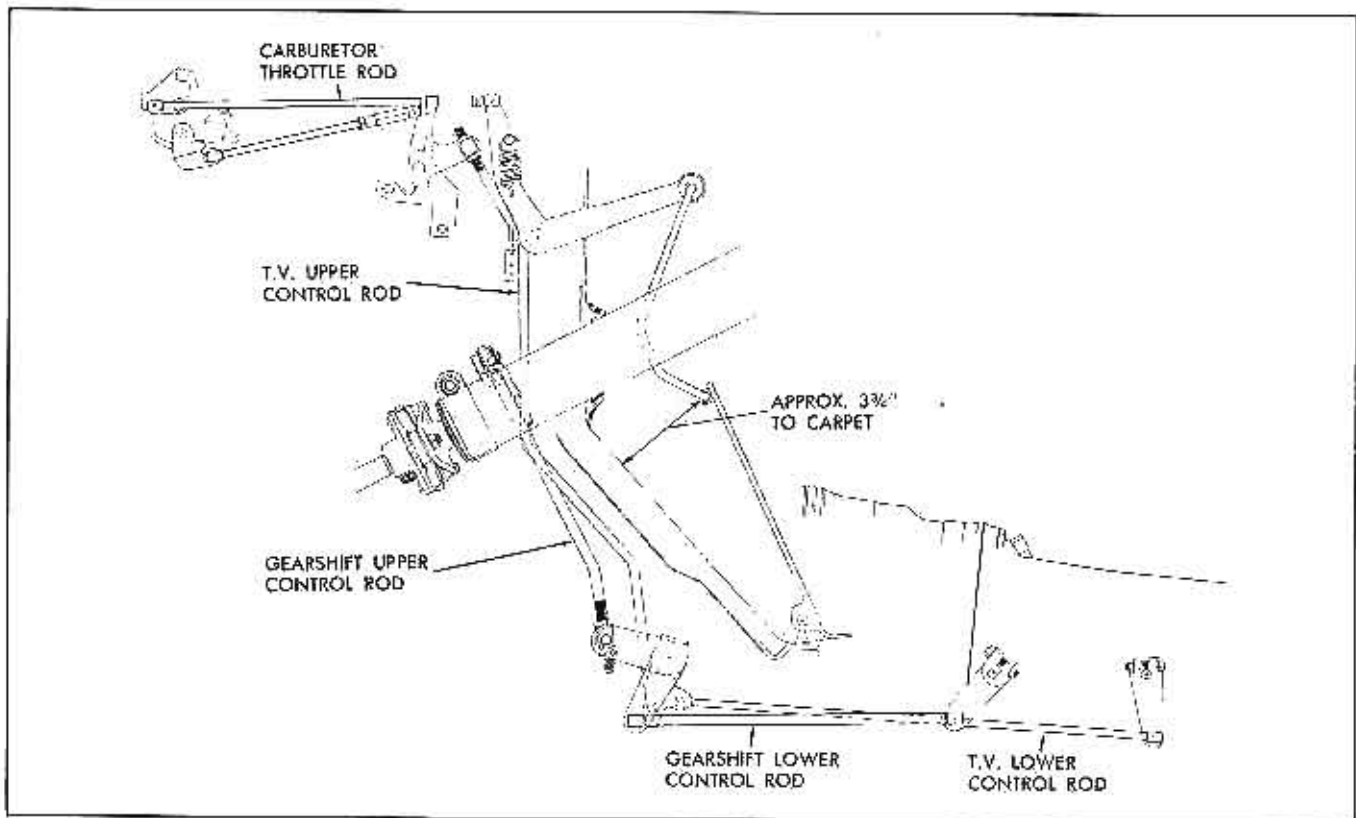 CARBURETOR
THROTTLE ROD
T.V. UPPER
CONTROL ROD
APPROX. 3¾"
TO CARPET
GEARSHIFT UPPER
CONTROL ROD
GEARSHIFT LOWER
CONTROL ROD
T.V. LOWER
CONTROL ROD